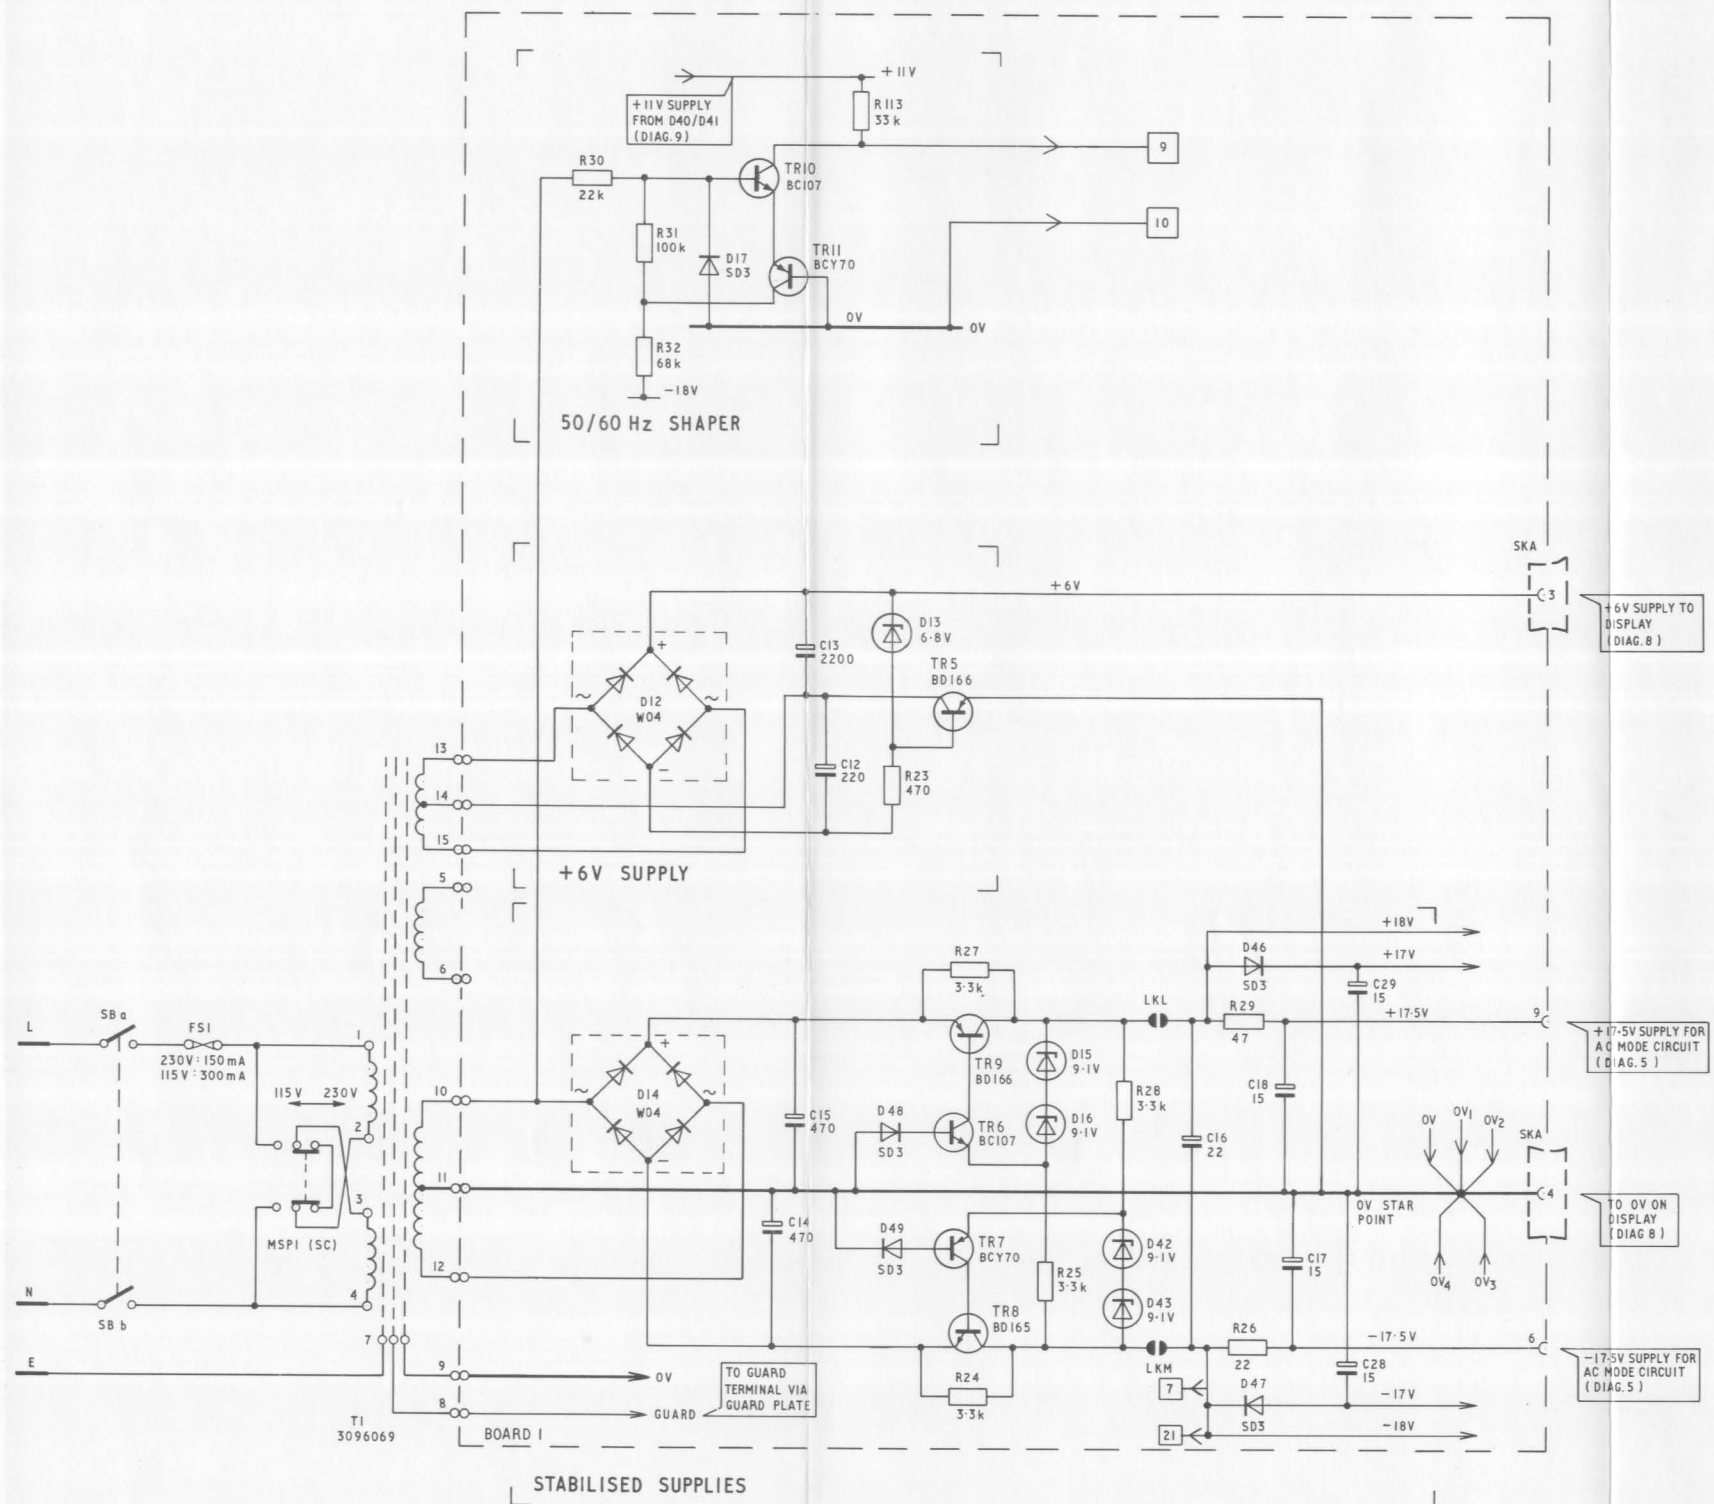 +11V
+11V SUPPLY
FROM D40/D41
(DIAG.9)
R113
33k
9
R30
22k
TR10
BC107
10
R31
100k
D17
SD3
TR11
BCY70
0V
0V
R32
68k
-18V
50/60 Hz SHAPER
SKA
+6V
3
+6V SUPPLY TO
DISPLAY
(DIAG.8)
D13
6·8V
C13
2200
TR5
BD166
+
~
~
D12
W04
-
13
14
15
C12
220
R23
470
+6V SUPPLY
5
6
+18V
R27
3·3k
D46
SD3
+17V
C29
15
LKL
R29
47
+17·5V
9
+17·5V SUPPLY FOR
AC MODE CIRCUIT
(DIAG.5)
L
SBa
FS1
230V:150mA
115V:300mA
1
115V 230V
2
3
4
MSP1 (SC)
N
SBb
10
11
12
+
~
~
D14
W04
-
C15
470
TR9
BD166
D15
9·1V
D48
SD3
TR6
BC107
D16
9·1V
R28
3·3k
C18
15
C16
22
0V
0V1
0V2
SKA
4
0V STAR
POINT
TO 0V ON
DISPLAY
(DIAG 8)
C14
470
D49
SD3
TR7
BCY70
D42
9·1V
R25
3·3k
C17
15
0V4
0V3
TR8
BD165
D43
9·1V
7
E
9
0V
TO GUARD
TERMINAL VIA
GUARD PLATE
8
GUARD
R24
3·3k
LKM
R26
22
-17·5V
6
-17·5V SUPPLY FOR
AC MODE CIRCUIT
(DIAG.5)
C28
15
7
D47
SD3
-17V
21
-18V
T1
3096069
BOARD 1
STABILISED SUPPLIES